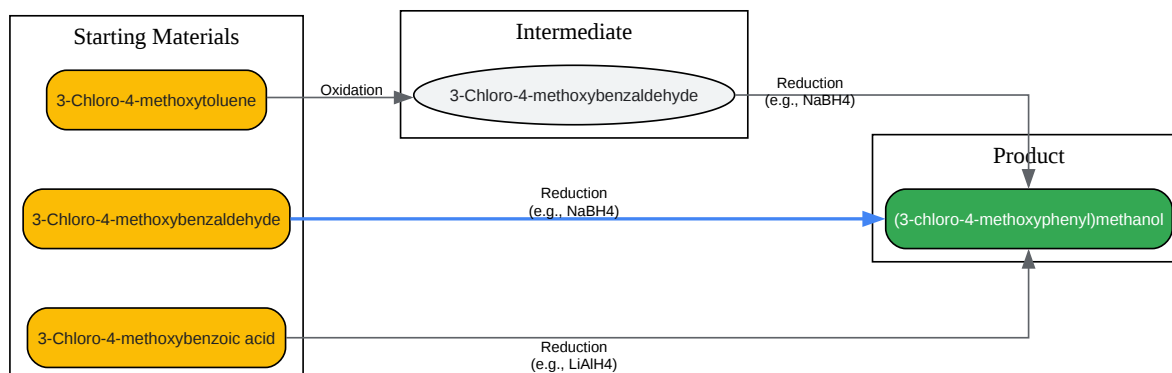 Starting Materials
3-Chloro-4-methoxytoluene
Oxidation
Intermediate
3-Chloro-4-methoxybenzaldehyde
Reduction
(e.g., NaBH4)
Product
3-Chloro-4-methoxybenzaldehyde
Reduction
(e.g., NaBH4)
(3-chloro-4-methoxyphenyl)methanol
3-Chloro-4-methoxybenzoic acid
Reduction
(e.g., LiAlH4)